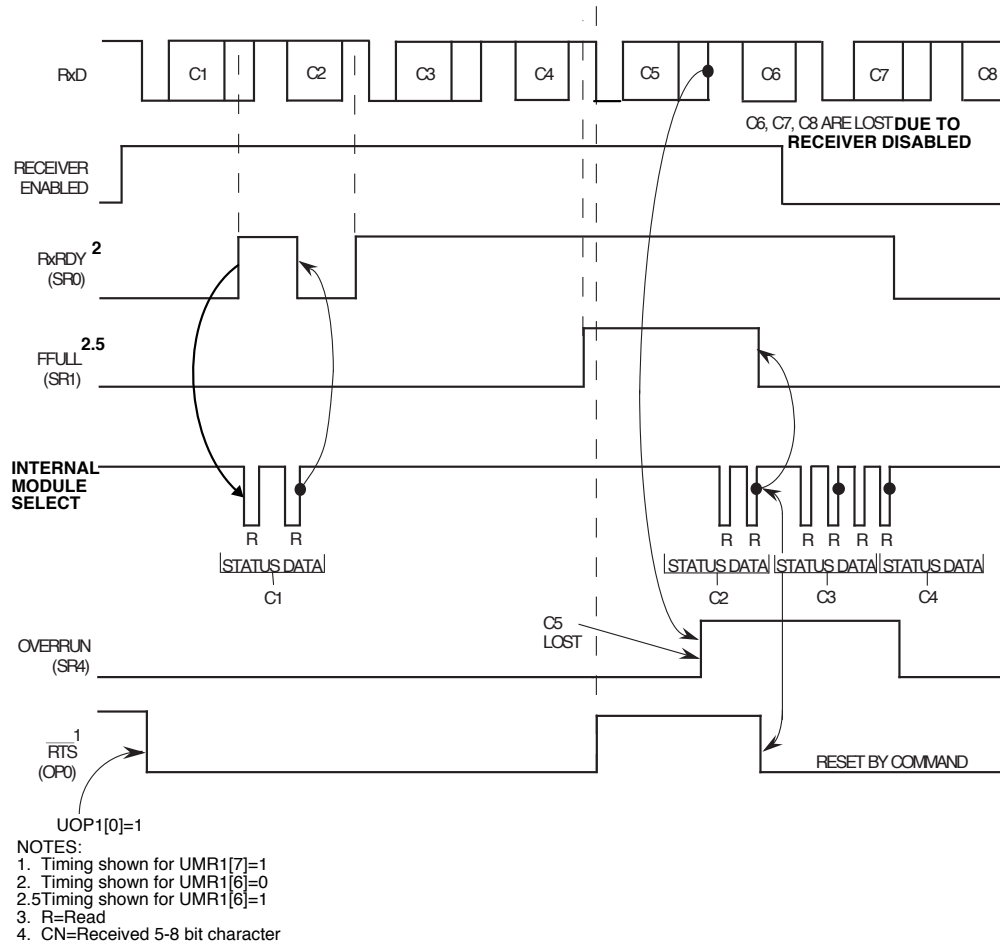 RxD
C1
C2
C3
C4
C5
C6
C7
C8
C6, C7, C8 ARE LOST DUE TO
RECEIVER DISABLED
RECEIVER
ENABLED
RxRDY 2
(SR0)
FFULL 2.5
(SR1)
INTERNAL
MODULE
SELECT
R R
R R R R R R
STATUS DATA
STATUS DATA STATUS DATA STATUS DATA
C1
C2
C3
C4
C5
LOST
OVERRUN
(SR4)
RTS 1
(OP0)
RESET BY COMMAND
UOP1[0]=1
NOTES:
1. Timing shown for UMR1[7]=1
2. Timing shown for UMR1[6]=0
2.5Timing shown for UMR1[6]=1
3. R=Read
4. CN=Received 5-8 bit character